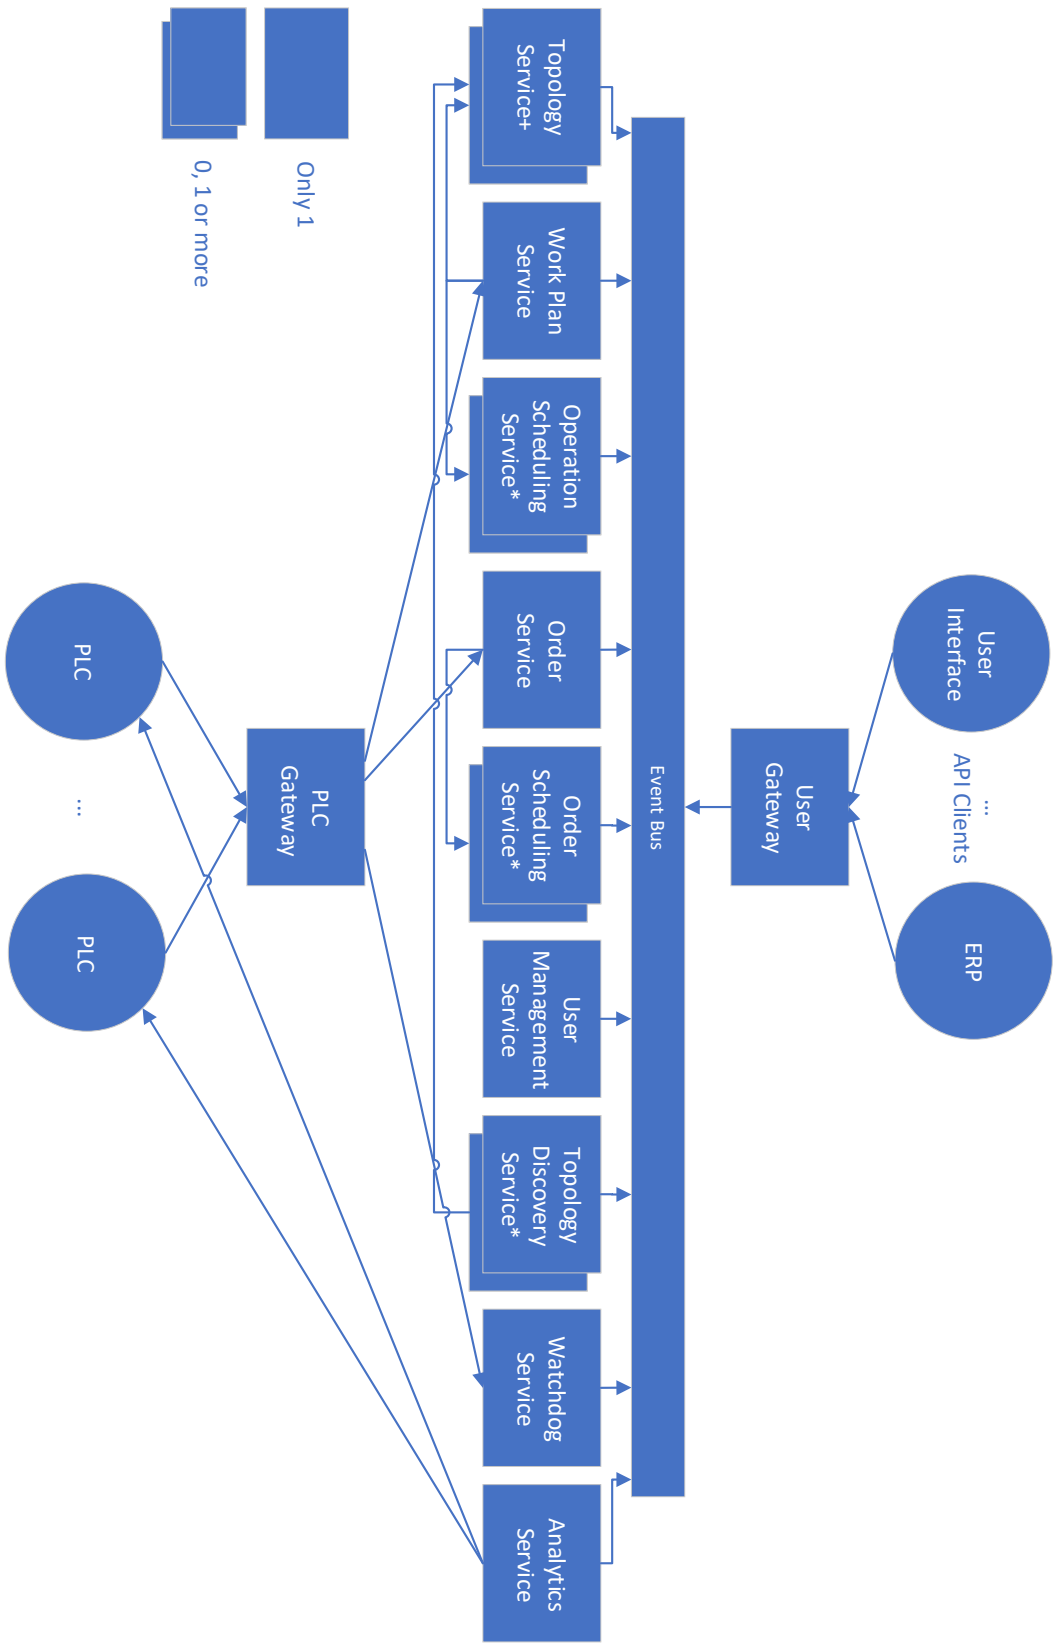 User
Interface
...
API Clients
ERP
User
Gateway
Event Bus
Topology
Service+
Work Plan
Service
Operation
Scheduling
Service*
Order
Service
Order
Scheduling
Service*
User
Management
Service
Topology
Discovery
Service*
Watchdog
Service
Analytics
Service
PLC
Gateway
PLC
...
PLC
Only 1
0, 1 or more